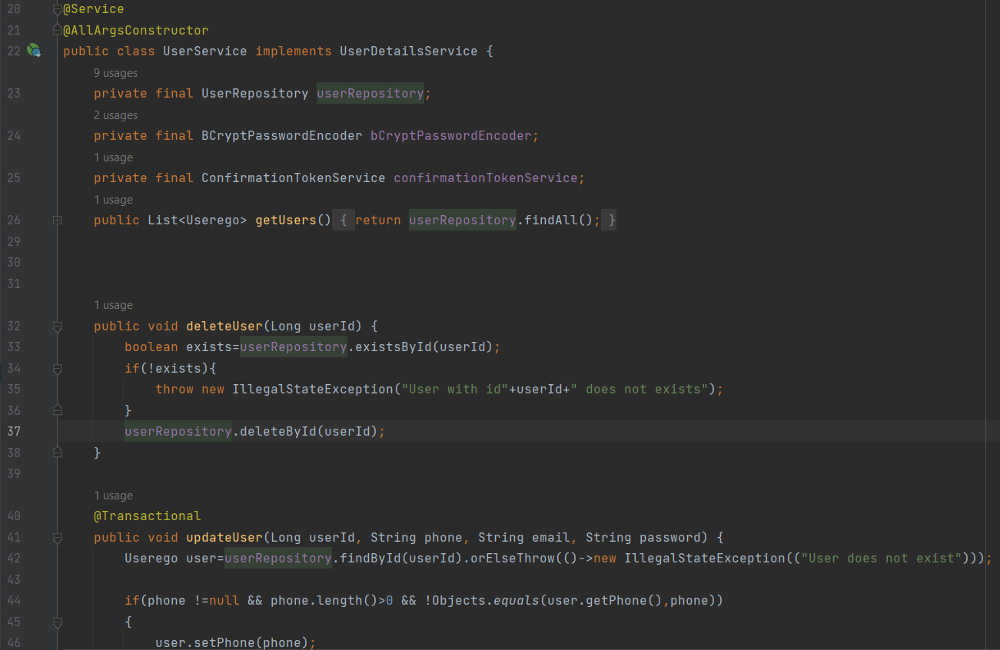 20 @Service
21 @AllArgsConstructor
22 public class UserService implements UserDetailsService {
9 usages
23 private final UserRepository userRepository;
2 usages
24 private final BCryptPasswordEncoder bCryptPasswordEncoder;
1 usage
25 private final ConfirmationTokenService confirmationTokenService;
1 usage
26 public List<Userego> getUsers() { return userRepository.findAll(); }
29
30
31
1 usage
32 public void deleteUser(Long userId) {
33 boolean exists=userRepository.existsById(userId);
34 if(!exists){
35 throw new IllegalStateException("User with id"+userId+" does not exists");
36 }
37 userRepository.deleteById(userId);
38 }
39
1 usage
40 @Transactional
41 public void updateUser(Long userId, String phone, String email, String password) {
42 Userego user=userRepository.findById(userId).orElseThrow(()->new IllegalStateException(("User does not exist")));
43
44 if(phone !=null && phone.length()>0 && !Objects.equals(user.getPhone(),phone))
45 {
46 user.setPhone(phone);